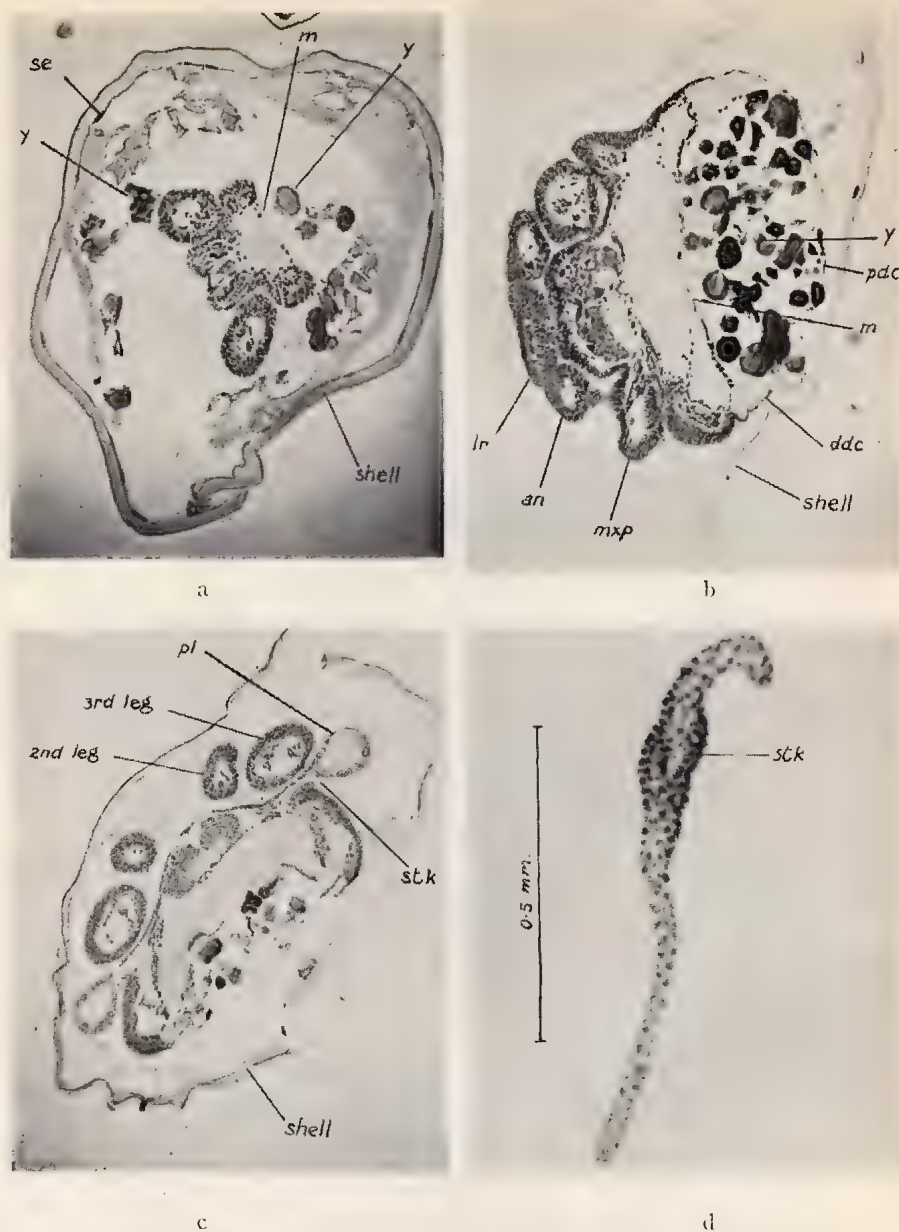 m
y
se
y
shell
a
y
pdc
m
lr
an
ddc
shell
mxp
b
pl
3rd leg
2nd leg
stk
shell
c
stk
0·5 mm.
d